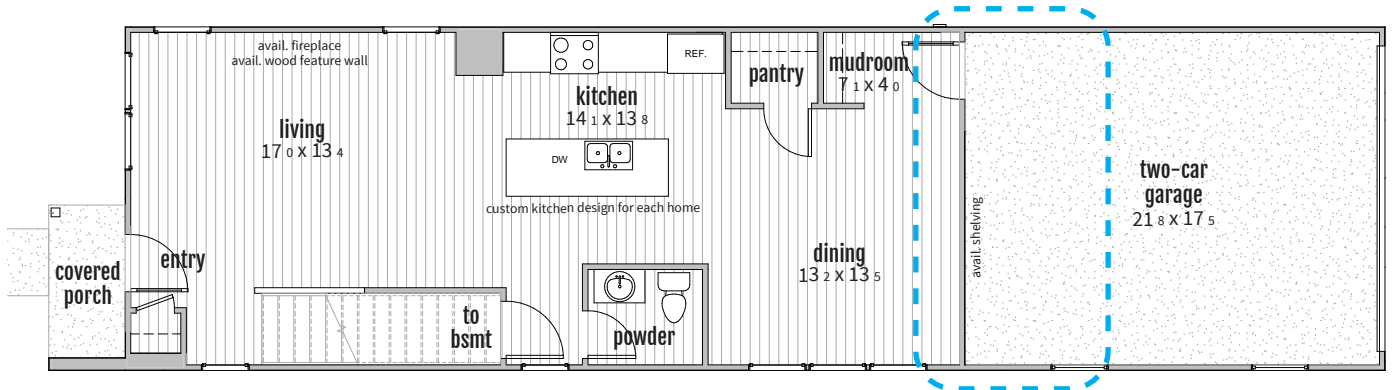 avail. fireplace
avail. wood feature wall
living
17 0 x 13 4
REF.
kitchen
14 1 x 13 8
DW
custom kitchen design for each home
pantry
mudroom
7 1 x 4 0
two-car
garage
21 8 x 17 5
avail. shelving
dining
13 2 x 13 5
entry
covered
porch
to
bsmt
powder